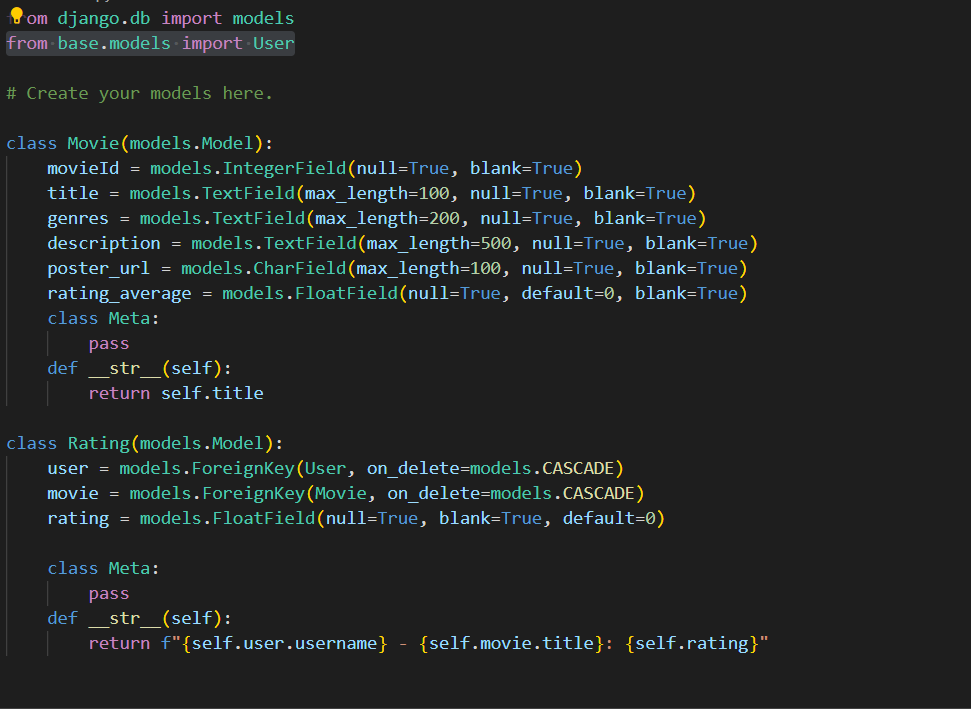 from django.db import models
from base.models import User
# Create your models here.
class Movie(models.Model):
    movieId = models.IntegerField(null=True, blank=True)
    title = models.TextField(max_length=100, null=True, blank=True)
    genres = models.TextField(max_length=200, null=True, blank=True)
    description = models.TextField(max_length=500, null=True, blank=True)
    poster_url = models.CharField(max_length=100, null=True, blank=True)
    rating_average = models.FloatField(null=True, default=0, blank=True)
    class Meta:
        pass
    def __str__(self):
        return self.title
class Rating(models.Model):
    user = models.ForeignKey(User, on_delete=models.CASCADE)
    movie = models.ForeignKey(Movie, on_delete=models.CASCADE)
    rating = models.FloatField(null=True, blank=True, default=0)
    class Meta:
        pass
    def __str__(self):
        return f"{self.user.username} - {self.movie.title}: {self.rating}"